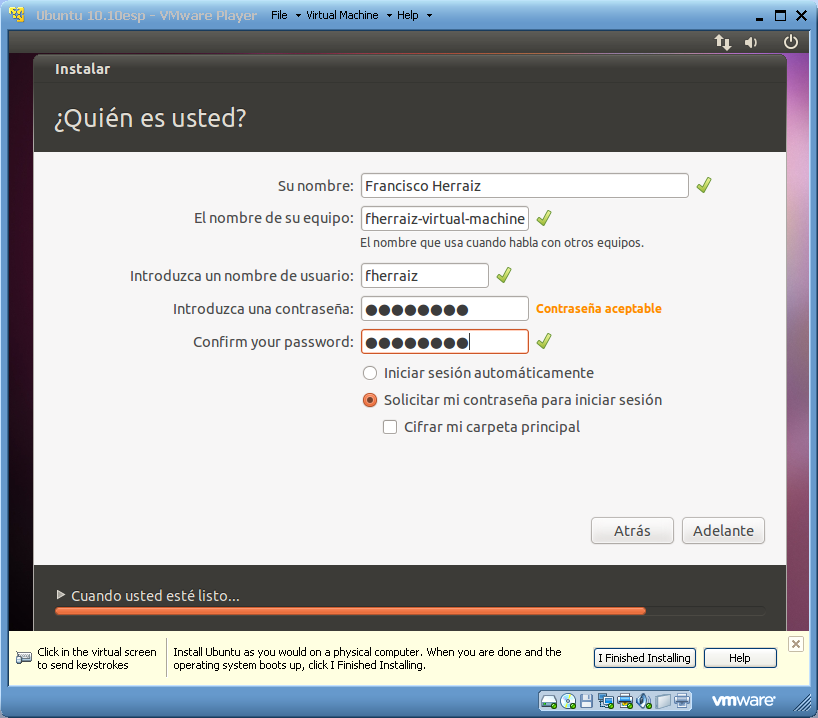 Ubuntu 10.10esp - VMware Player File Virtual Machine Help
Instalar
¿Quién es usted?
Su nombre: Francisco Herraiz
El nombre de su equipo: fherraiz-virtual-machine
El nombre que usa cuando habla con otros equipos.
Introduzca un nombre de usuario: fherraiz
Introduzca una contraseña: ●●●●●●●● Contraseña aceptable
Confirm your password: ●●●●●●●●
Iniciar sesión automáticamente
Solicitar mi contraseña para iniciar sesión
Cifrar mi carpeta principal
Atrás Adelante
Cuando usted esté listo...
Click in the virtual screen
to send keystrokes
Install Ubuntu as you would on a physical computer. When you are done and the
operating system boots up, click I Finished Installing.
I Finished Installing Help
vmware